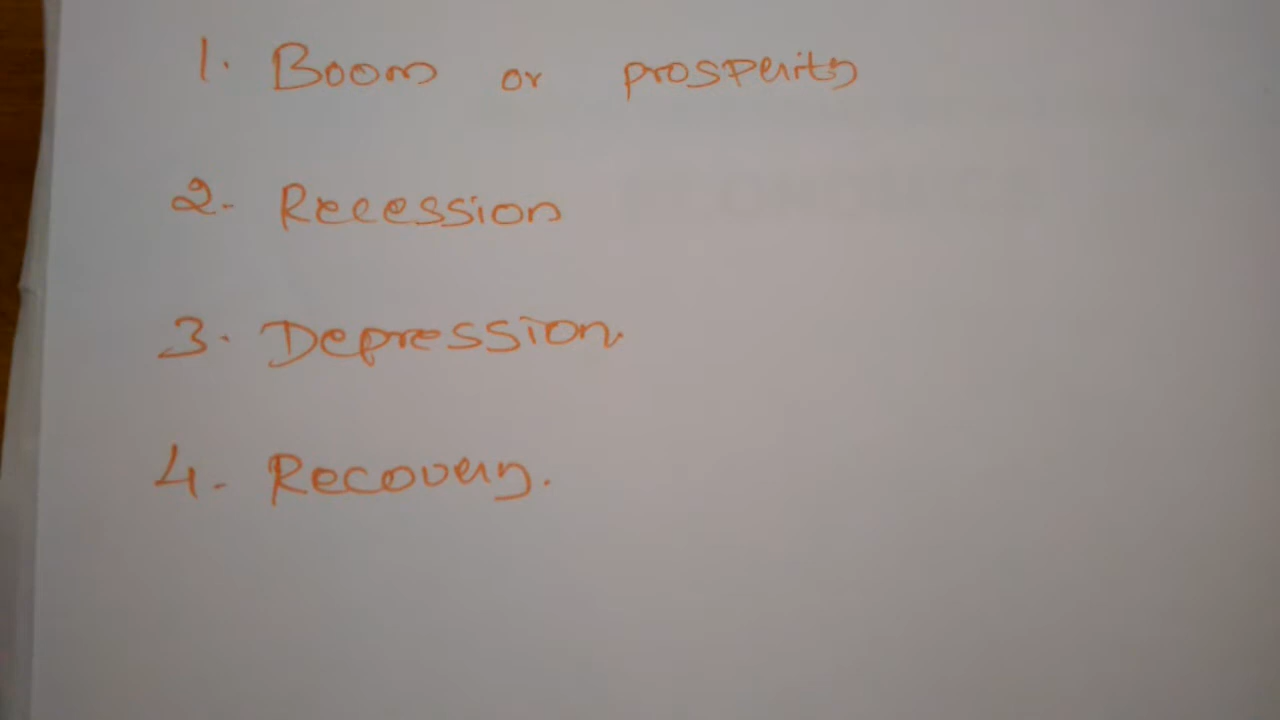 1. Boom or prosperity
2. Recession
3. Depression.
4. Recovery.